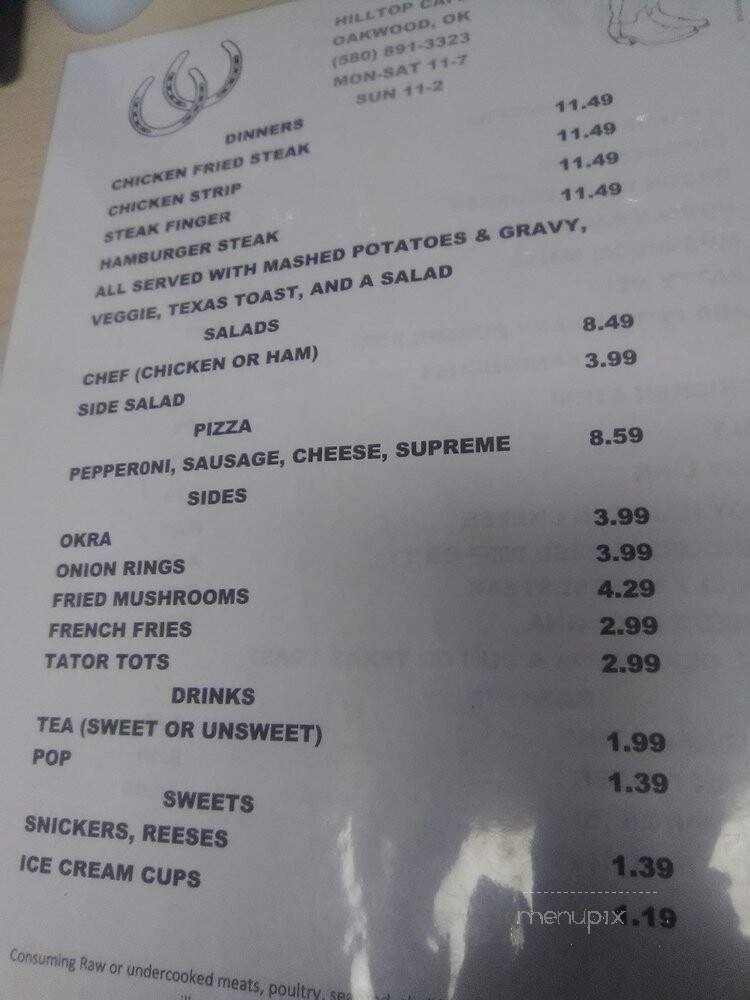 HILLTOP CAFE
OAKWOOD, OK
(580) 891-3323
MON-SAT 11-7
SUN 11-2
DINNERS
CHICKEN FRIED STEAK 11.49
CHICKEN STRIP 11.49
STEAK FINGER 11.49
HAMBURGER STEAK 11.49
ALL SERVED WITH MASHED POTATOES & GRAVY,
VEGGIE, TEXAS TOAST, AND A SALAD
SALADS
CHEF (CHICKEN OR HAM) 8.49
SIDE SALAD 3.99
PIZZA
PEPPERONI, SAUSAGE, CHEESE, SUPREME 8.59
SIDES
OKRA 3.99
ONION RINGS 3.99
FRIED MUSHROOMS 4.29
FRENCH FRIES 2.99
TATOR TOTS 2.99
DRINKS
TEA (SWEET OR UNSWEET) 1.99
POP 1.39
SWEETS
SNICKERS, REESES 1.39
ICE CREAM CUPS 1.19
menupix
Consuming Raw or undercooked meats, poultry,